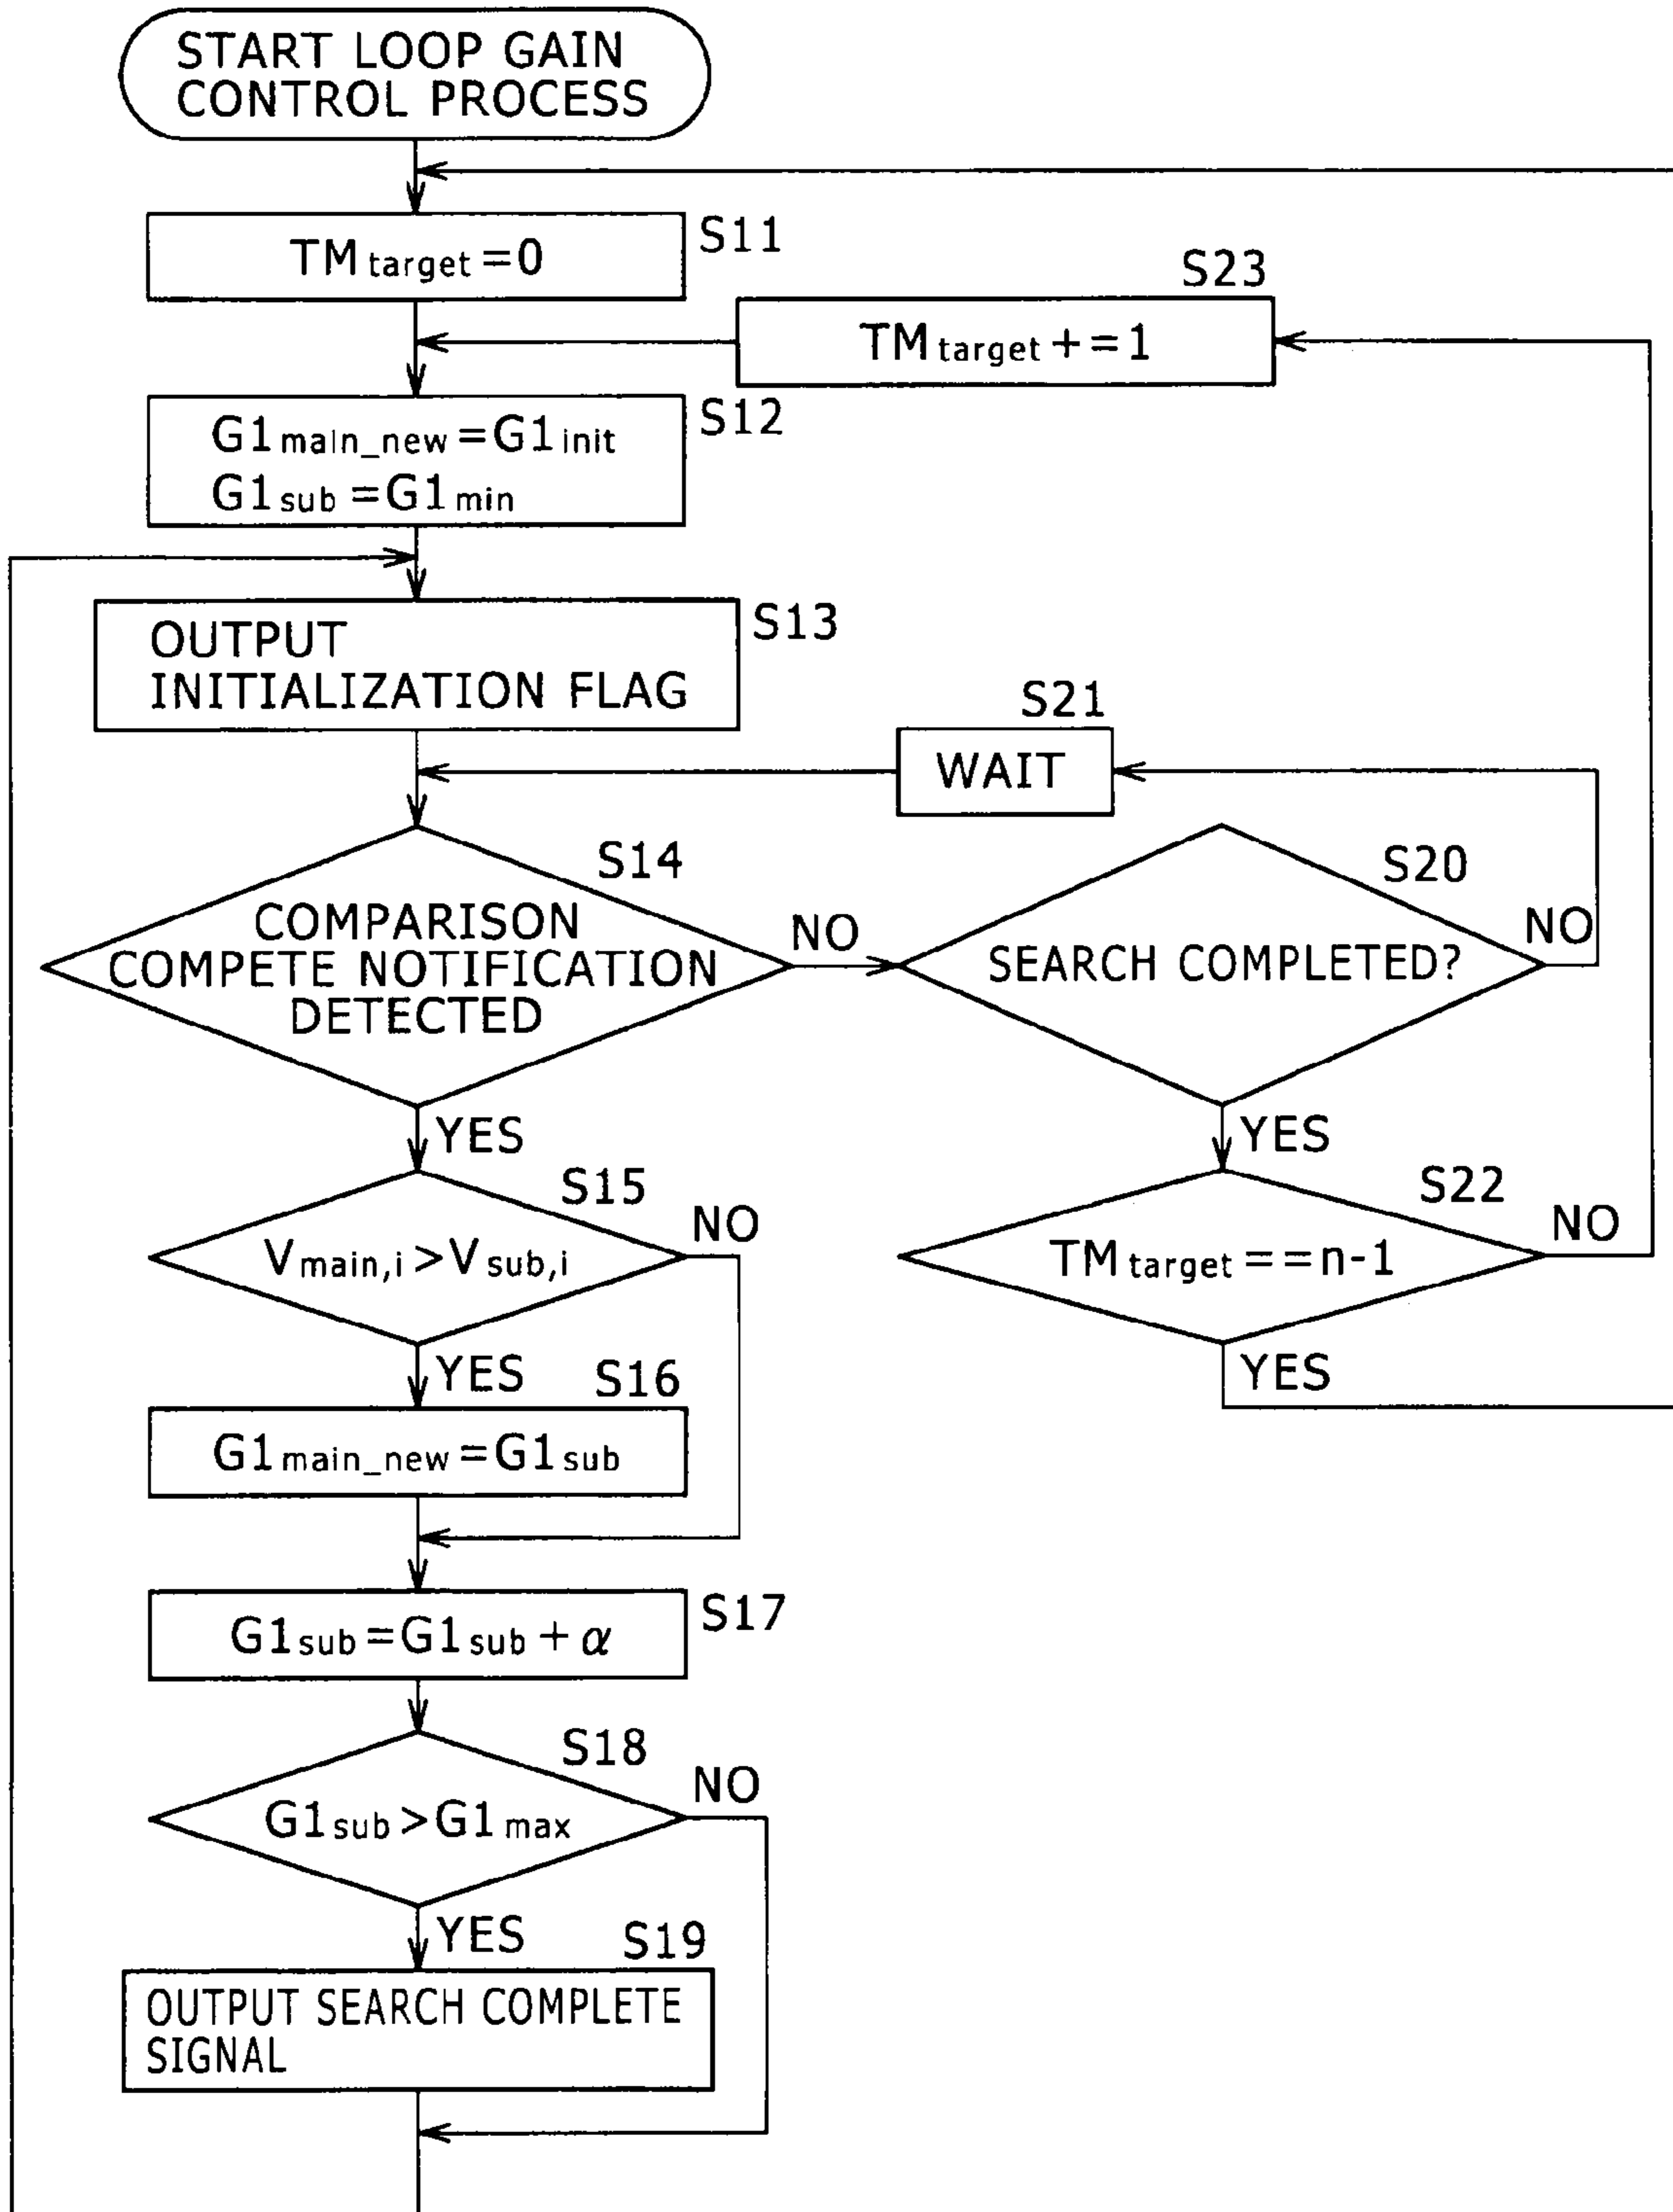 START LOOP GAIN
CONTROL PROCESS
S11
TMtarget=0
S23
TMtarget+=1
S12
G1main_new=G1init
G1sub=G1min
S13
OUTPUT
INITIALIZATION FLAG
S21
WAIT
S14
COMPARISON
COMPETE NOTIFICATION
DETECTED
NO
YES
S20
SEARCH COMPLETED?
NO
YES
S15
Vmain,i>Vsub,i
NO
YES
S22
TMtarget==n-1
NO
YES
S16
G1main_new=G1sub
S17
G1sub=G1sub+α
S18
G1sub>G1max
NO
YES
S19
OUTPUT SEARCH COMPLETE
SIGNAL